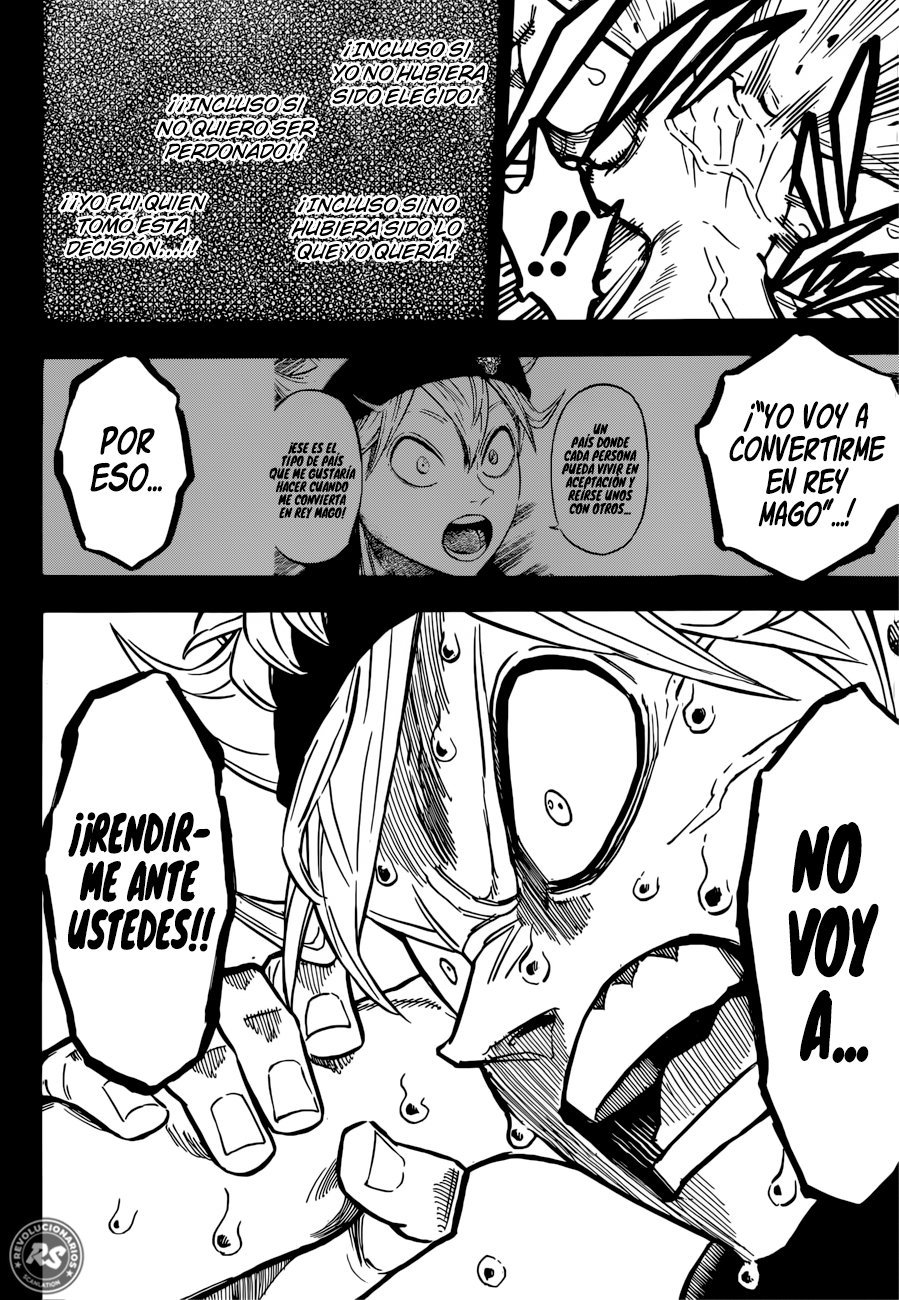 !!
¡INCLUSO SI
YO NO HUBIERA
SIDO ELEGIDO!
¡¡INCLUSO SI
NO QUIERO SER
PERDONADO!!
¡INCLUSO SI NO
HUBIERA SIDO LO
QUE YO QUERÍA!
¡¡YO FUI QUIEN
TOMÓ ESTA
DECISIÓN...!!
¡"YO VOY A
CONVERTIRME
EN REY
MAGO"...!
UN
PAÍS DONDE
CADA PERSONA
PUEDA VIVIR EN
ACEPTACIÓN Y
REÍRSE UNOS
CON OTROS...
¡ESE ES EL
TIPO DE PAÍS
QUE ME GUSTARÍA
HACER CUANDO
ME CONVIERTA
EN REY MAGO!
POR
ESO...
NO
VOY
A...
¡¡RENDIR-
ME ANTE
USTEDES!!
REVOLUCIONARIOS
RS
SCANLATION